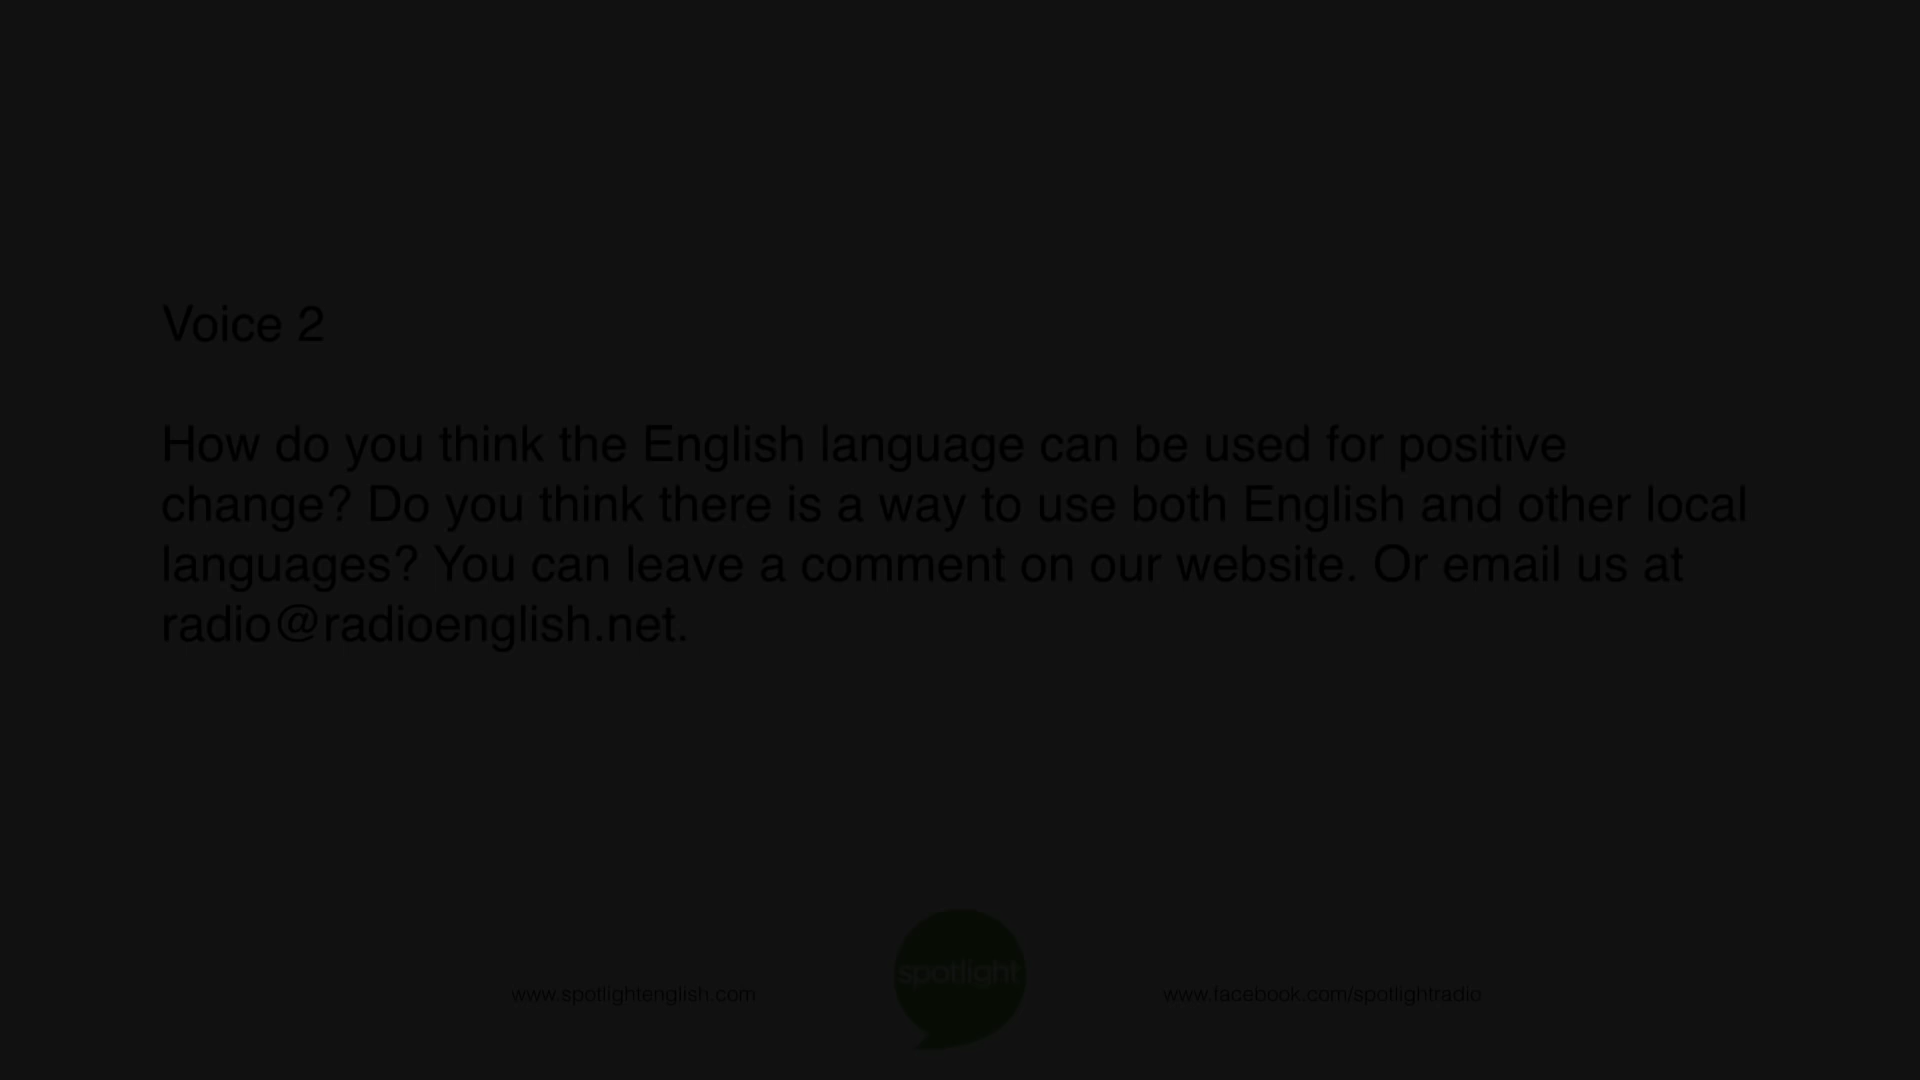 Voice 2
How do you think the English language can be used for positive
change? Do you think there is a way to use both English and other local
languages? You can leave a comment on our website. Or email us at
radio@radioenglish.net.
spotlight
www.spotlightenglish.com
www.facebook.com/spotlightradio